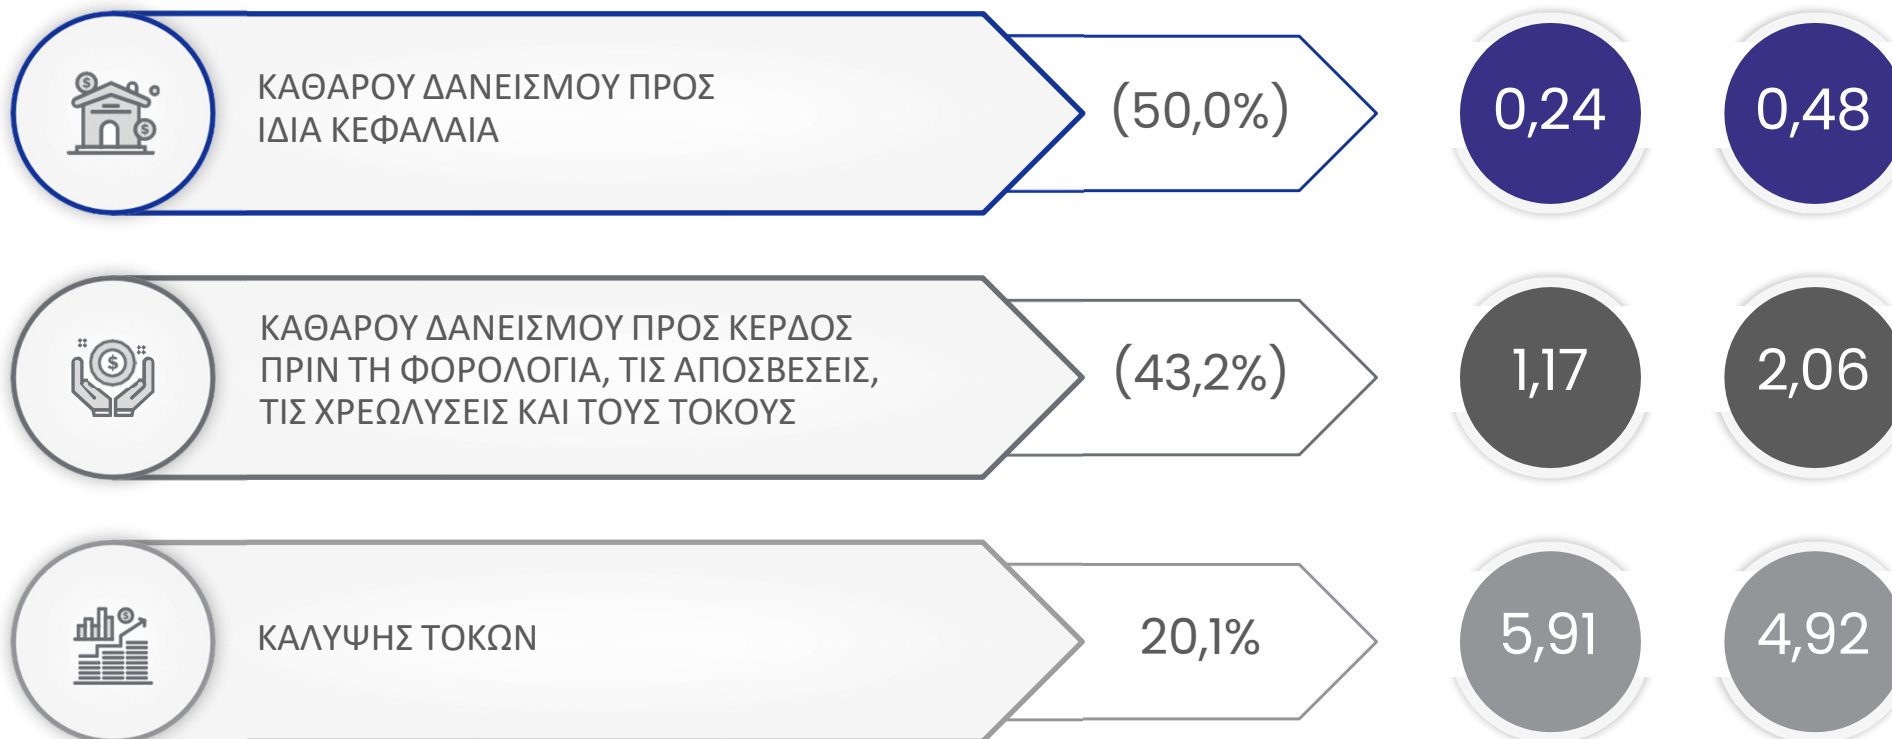 ΚΑΘΑΡΟΥ ΔΑΝΕΙΣΜΟΥ ΠΡΟΣ
ΙΔΙΑ ΚΕΦΑΛΑΙΑ
(50,0%)
0,24
0,48
ΚΑΘΑΡΟΥ ΔΑΝΕΙΣΜΟΥ ΠΡΟΣ ΚΕΡΔΟΣ
ΠΡΙΝ ΤΗ ΦΟΡΟΛΟΓΙΑ, ΤΙΣ ΑΠΟΣΒΕΣΕΙΣ,
ΤΙΣ ΧΡΕΩΛΥΣΕΙΣ ΚΑΙ ΤΟΥΣ ΤΟΚΟΥΣ
(43,2%)
1,17
2,06
ΚΑΛΥΨΗΣ ΤΟΚΩΝ
20,1%
5,91
4,92